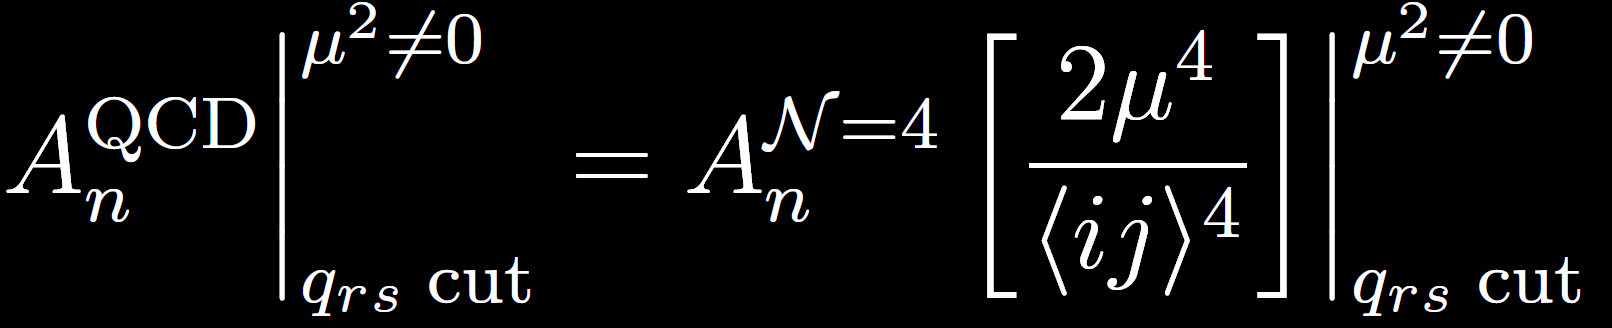 $A_n^{\text{QCD}} \Big|_{q_{rs} \text{ cut}}^{\mu^2 \neq 0} = A_n^{\mathcal{N}=4} \left[ \frac{2\mu^4}{\langle ij \rangle^4} \right] \Big|_{q_{rs} \text{ cut}}^{\mu^2 \neq 0}$